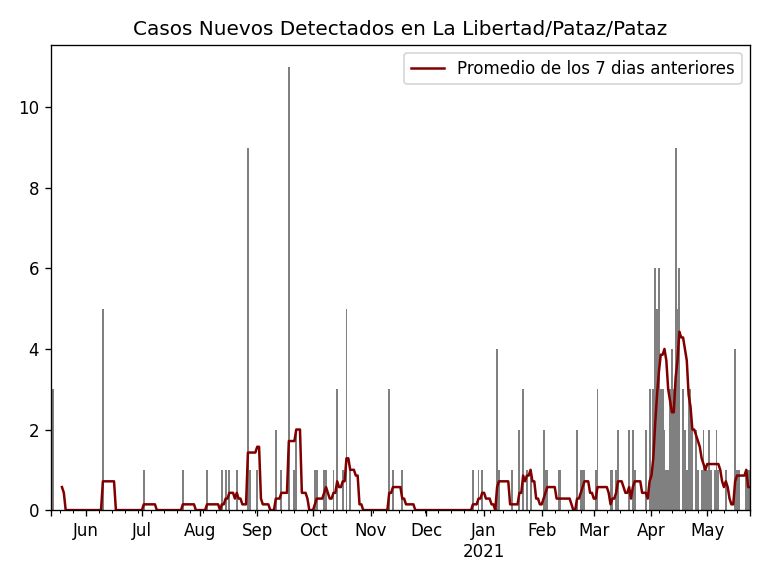 Casos Nuevos Detectados en La Libertad/Pataz/Pataz
Promedio de los 7 dias anteriores
10
8
6
4
2
0
Jun Jul Aug Sep Oct Nov Dec Jan Feb Mar Apr May
2021